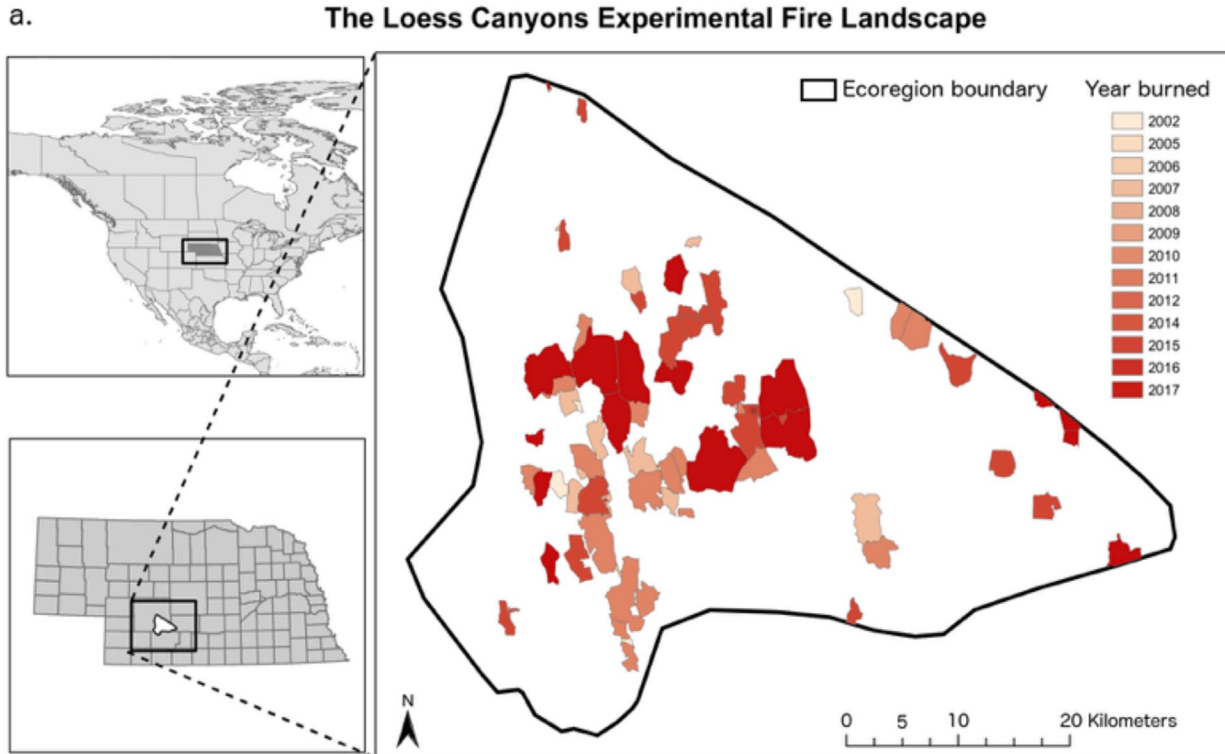 a.
The Loess Canyons Experimental Fire Landscape
Ecoregion boundary
Year burned
2002
2005
2006
2007
2008
2009
2010
2011
2012
2014
2015
2016
2017
N
0 5 10 20 Kilometers